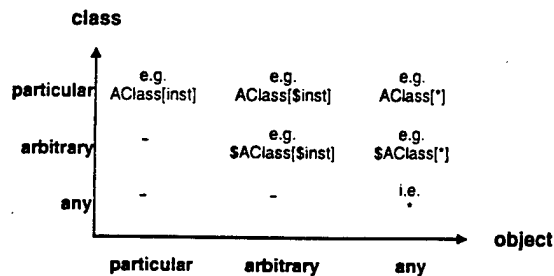 class
e.g. e.g. e.g.
particular AClass[inst] AClass[$inst] AClass[*]
- e.g. e.g.
arbitrary $AClass[$inst] $AClass[*]
i.e.
any - - *
object
particular arbitrary any